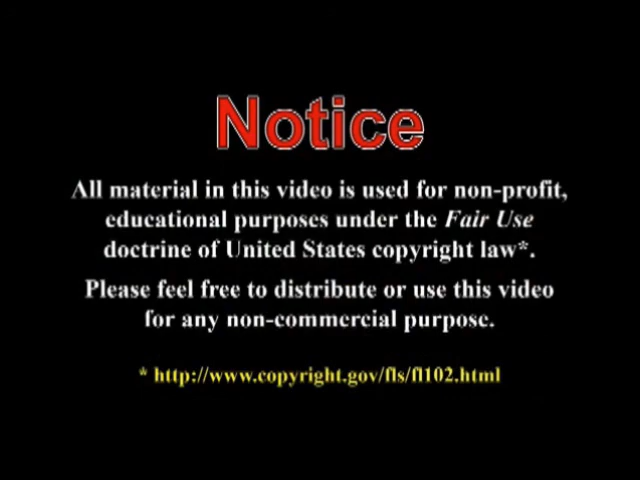 Notice
All material in this video is used for non-profit,
educational purposes under the Fair Use
doctrine of United States copyright law*.
Please feel free to distribute or use this video
for any non-commercial purpose.
* http://www.copyright.gov/fls/fl102.html